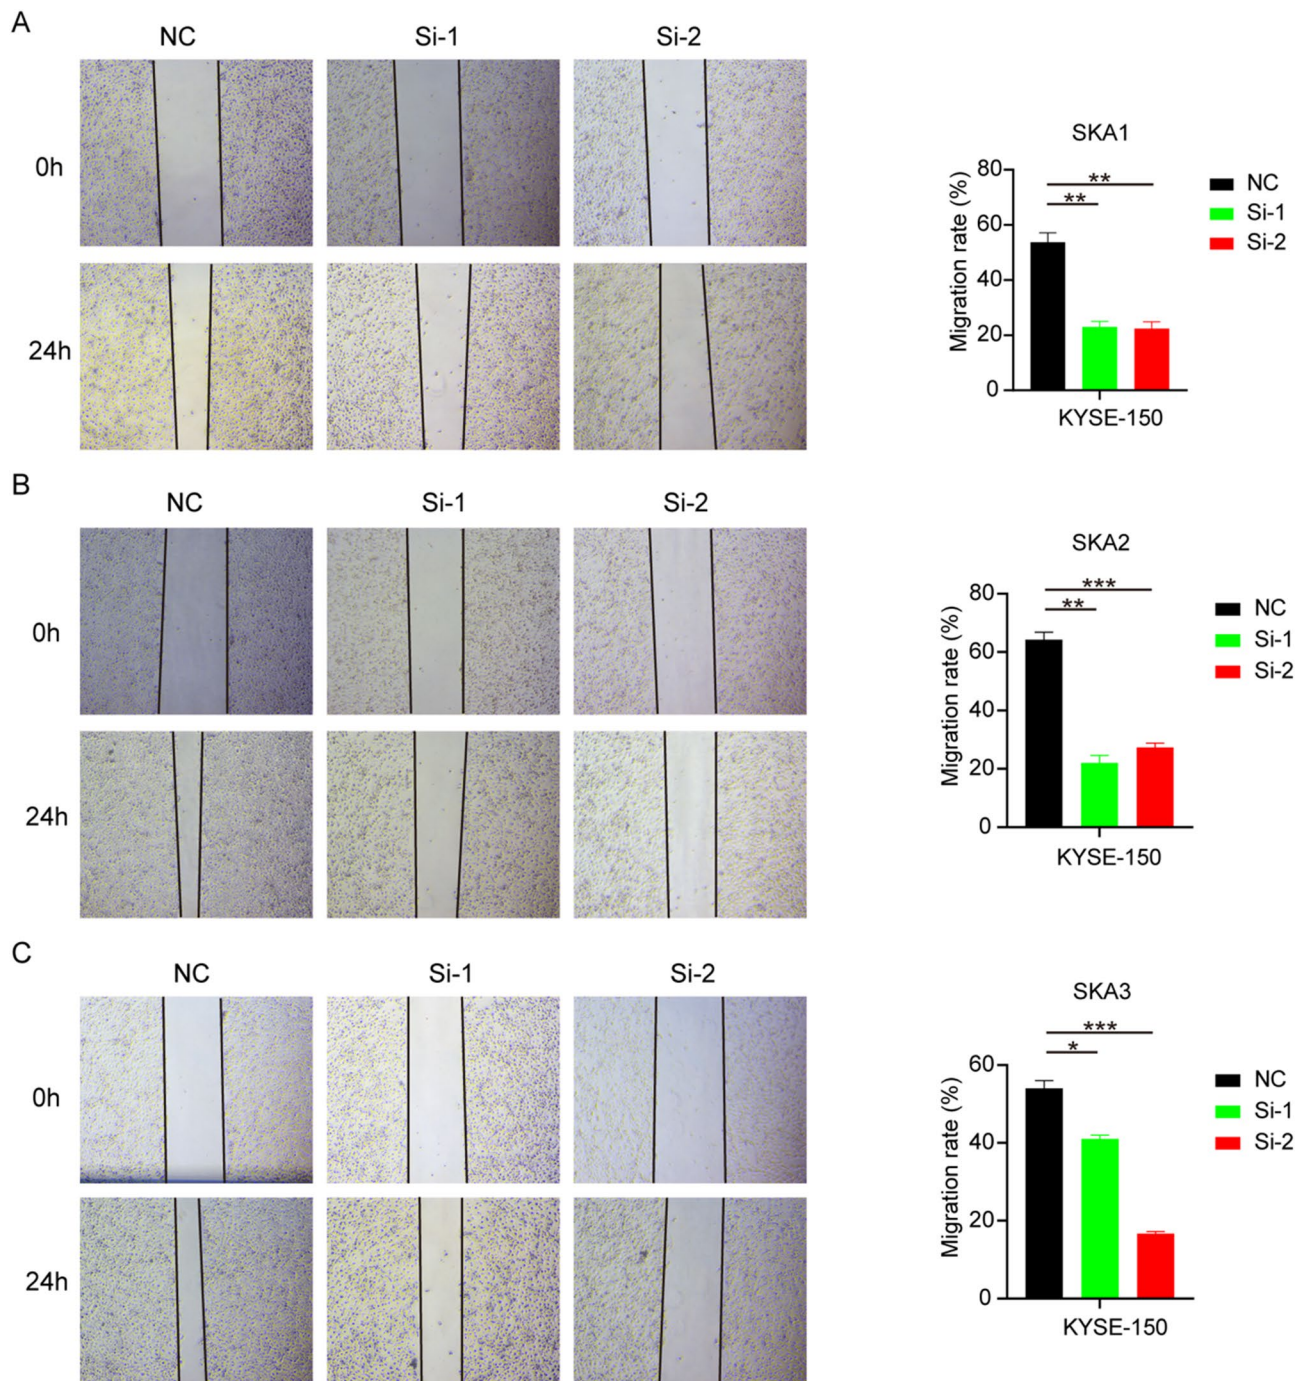 A
NC Si-1 Si-2
0h
24h
SKA1
Migration rate (%)
80
60
40
20
0
** **
KYSE-150
NC
Si-1
Si-2
B
NC Si-1 Si-2
0h
24h
SKA2
Migration rate (%)
80
60
40
20
0
***
**
KYSE-150
NC
Si-1
Si-2
C
NC Si-1 Si-2
0h
24h
SKA3
Migration rate (%)
60
40
20
0
***
*
KYSE-150
NC
Si-1
Si-2